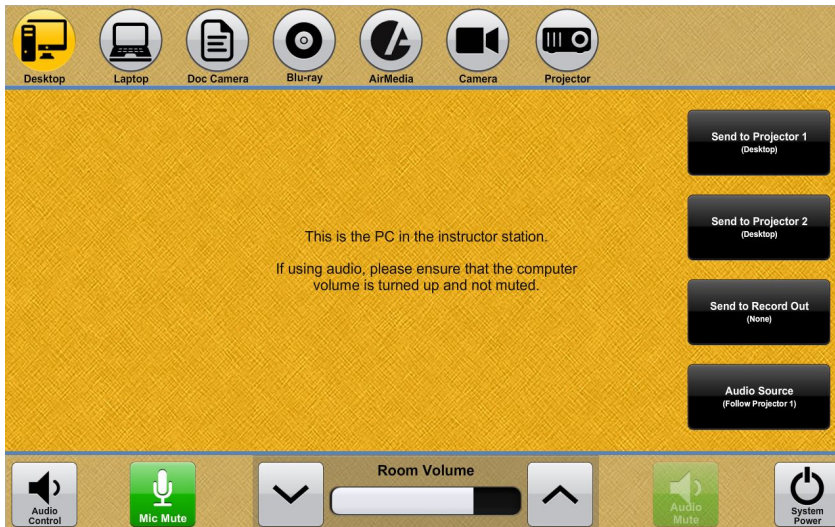 Desktop
Laptop
Doc Camera
Blu-ray
AirMedia
Camera
Projector
Send to Projector 1
(Desktop)
Send to Projector 2
(Desktop)
This is the PC in the instructor station.
If using audio, please ensure that the computer
volume is turned up and not muted.
Send to Record Out
(None)
Audio Source
(Follow Projector 1)
Audio
Control
Mic Mute
Room Volume
Audio
Mute
System
Power